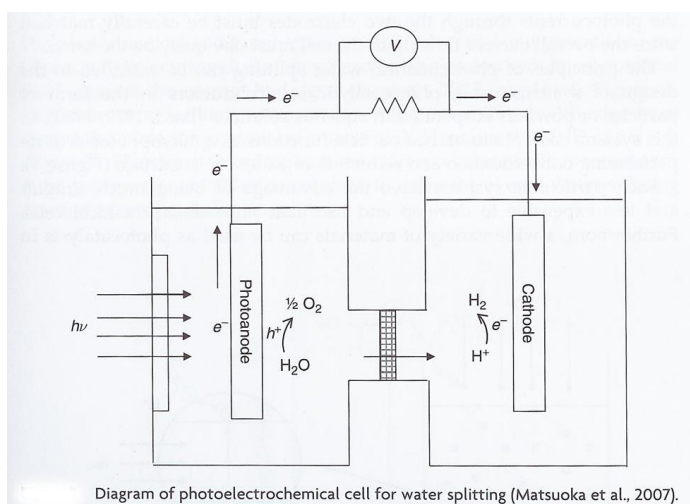 V
e⁻
e⁻
e⁻
e⁻
hν
e⁻
Photoanode
½ O₂
h⁺
H₂O
H₂
e⁻
H⁺
Cathode
Diagram of photoelectrochemical cell for water splitting (Matsuoka et al., 2007).